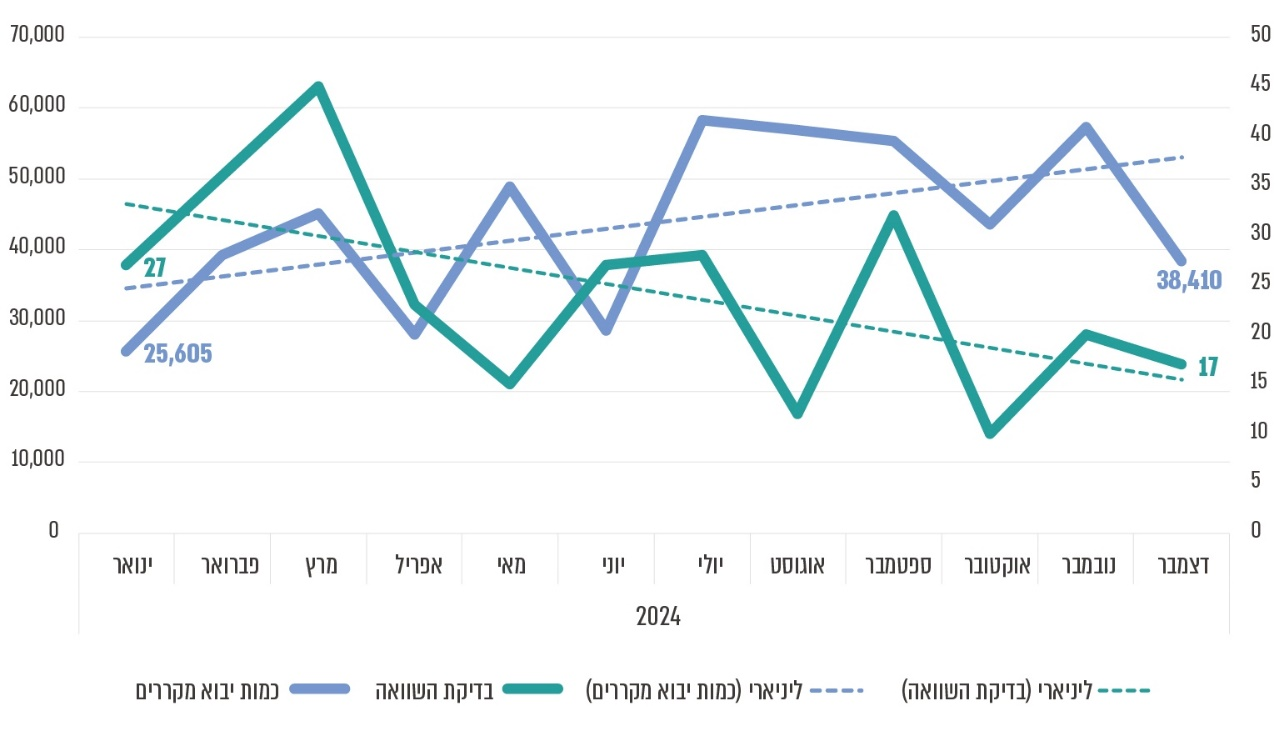 70,000
60,000
50,000
40,000
30,000
20,000
10,000
0
50
45
40
35
30
25
20
15
10
5
0
27
25,605
38,410
17
ינואר
פברואר
מרץ
אפריל
מאי
יוני
יולי
אוגוסט
ספטמבר
אוקטובר
נובמבר
דצמבר
2024
כמות יבוא מקררים
בדיקת השוואה
ליניארי (כמות יבוא מקררים)
ליניארי (בדיקת השוואה)